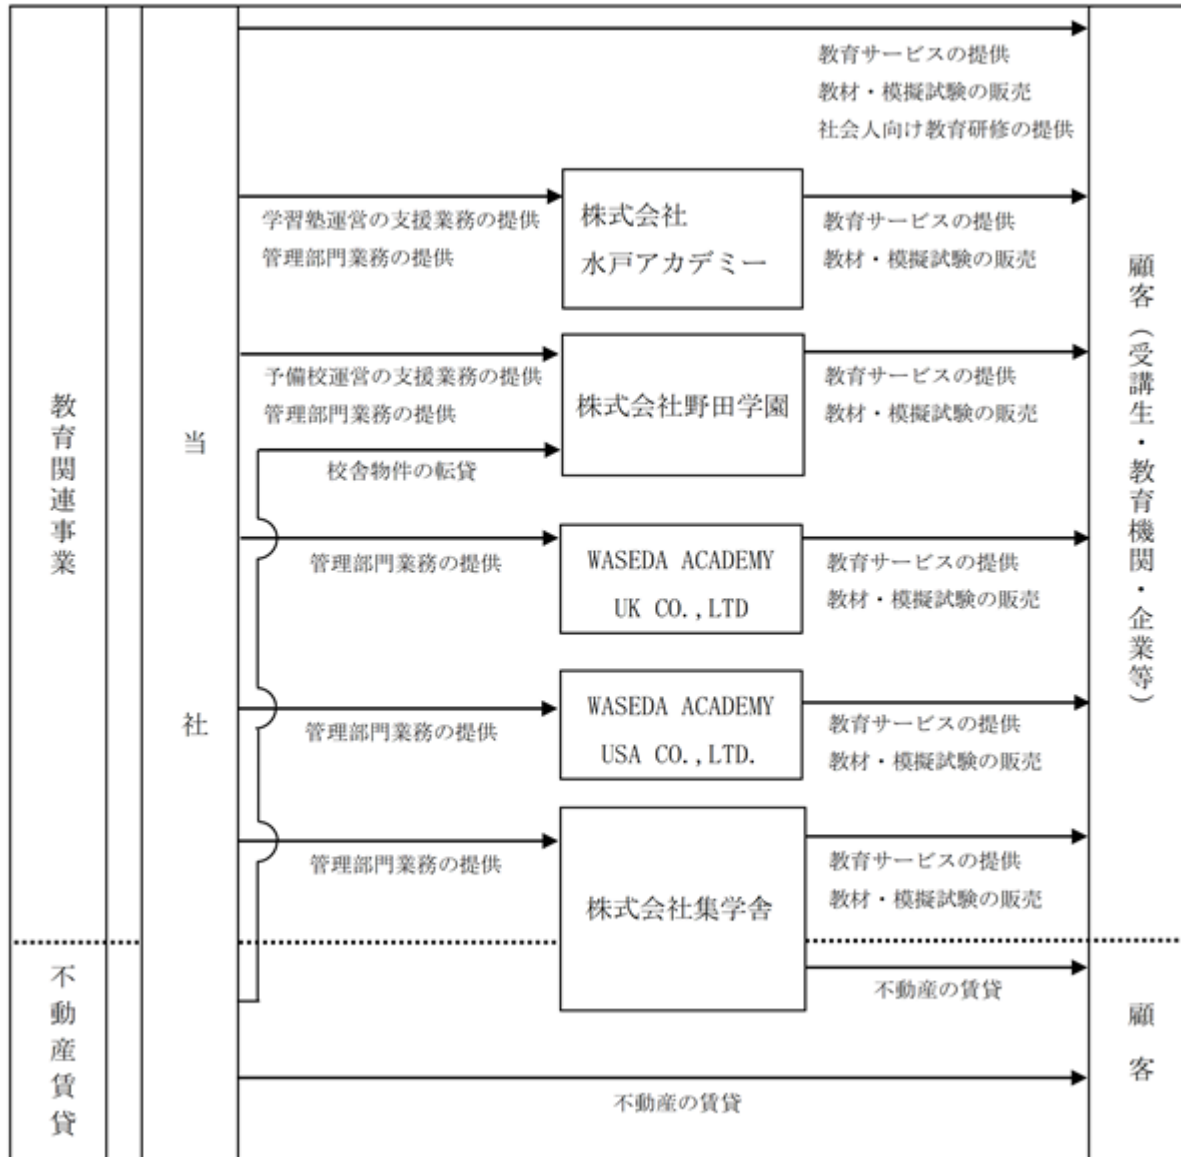 教育サービスの提供
教材・模擬試験の販売
社会人向け教育研修の提供
学習塾運営の支援業務の提供
管理部門業務の提供
株式会社
水戸アカデミー
教育サービスの提供
教材・模擬試験の販売
予備校運営の支援業務の提供
管理部門業務の提供
校舎物件の転貸
株式会社野田学園
教育サービスの提供
教材・模擬試験の販売
教育関連事業
当社
顧客（受講生・教育機関・企業等）
管理部門業務の提供
WASEDA ACADEMY
UK CO.,LTD
教育サービスの提供
教材・模擬試験の販売
管理部門業務の提供
WASEDA ACADEMY
USA CO.,LTD.
教育サービスの提供
教材・模擬試験の販売
管理部門業務の提供
株式会社集学舎
教育サービスの提供
教材・模擬試験の販売
不動産賃貸
不動産の賃貸
顧客
不動産の賃貸